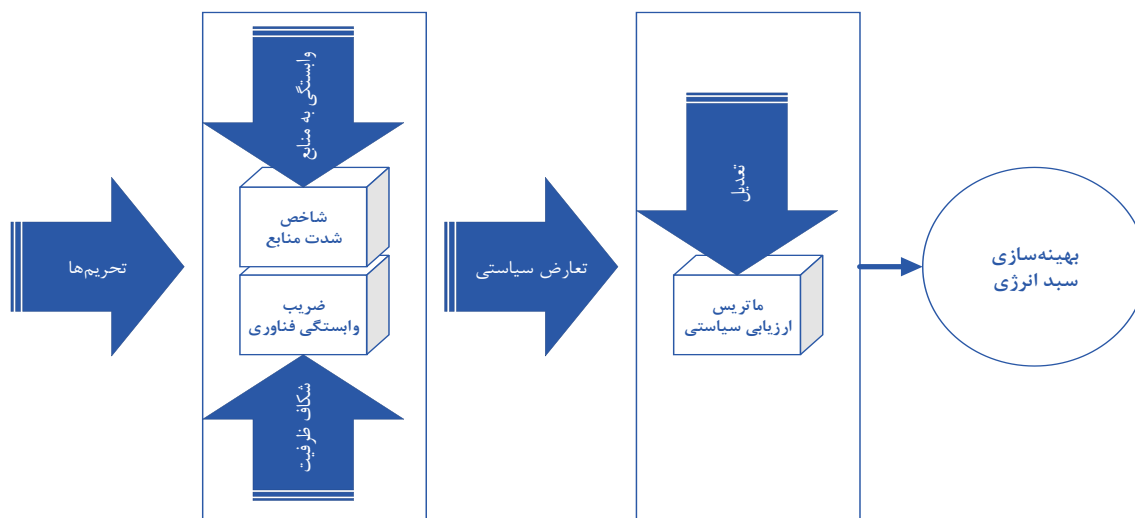 تحریم‌ها
وابستگی به منابع
شاخص
شدت منابع
ضریب
وابستگی فناوری
شکاف ظرفیت
تعارض سیاستی
تعدیل
ماتریس
ارزیابی سیاستی
بهینه‌سازی
سبد انرژی